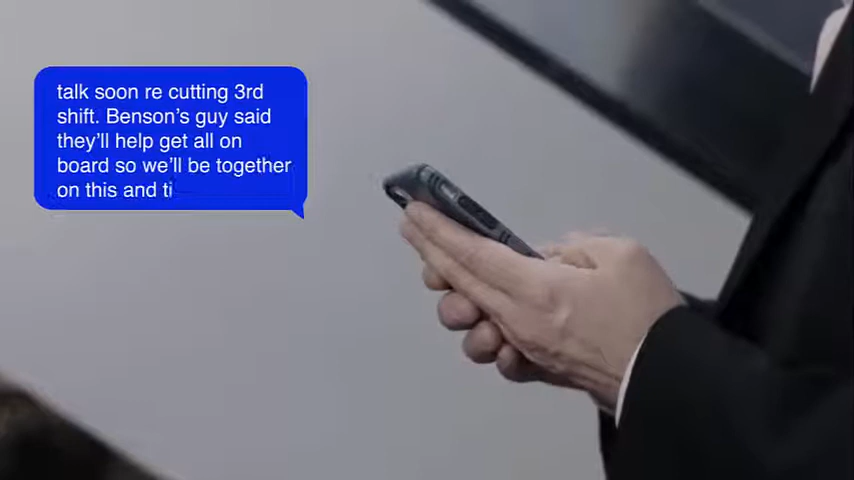 talk soon re cutting 3rd
shift. Benson’s guy said
they’ll help get all on
board so we’ll be together
on this and ti